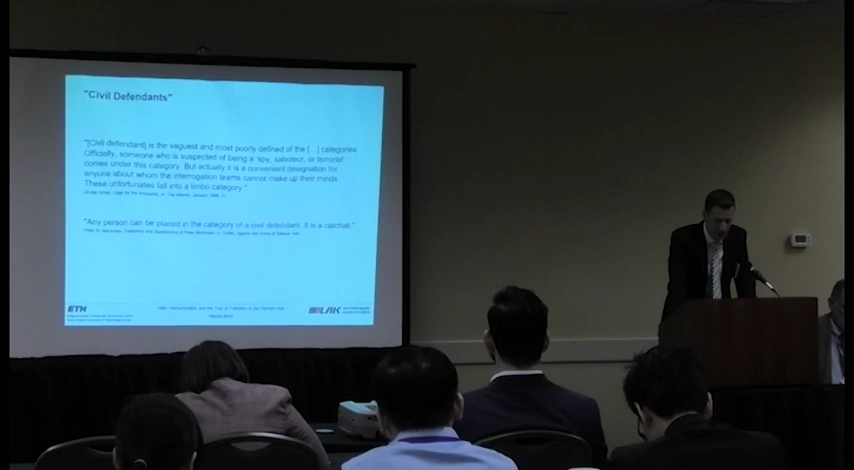 "Civil Defendants"
"[Civil defendant] is the vaguest and most poorly defined of the [...] categories.
Officially, someone who is suspected of being a 'spy, saboteur, or terrorist'
comes under this category. But actually it is a convenient designation for
anyone about whom the interrogation teams cannot make up their minds.
These unfortunates fall into a limbo category."
"Any person can be placed in the category of a civil defendant. It is a catchall."
ETH
MILAK